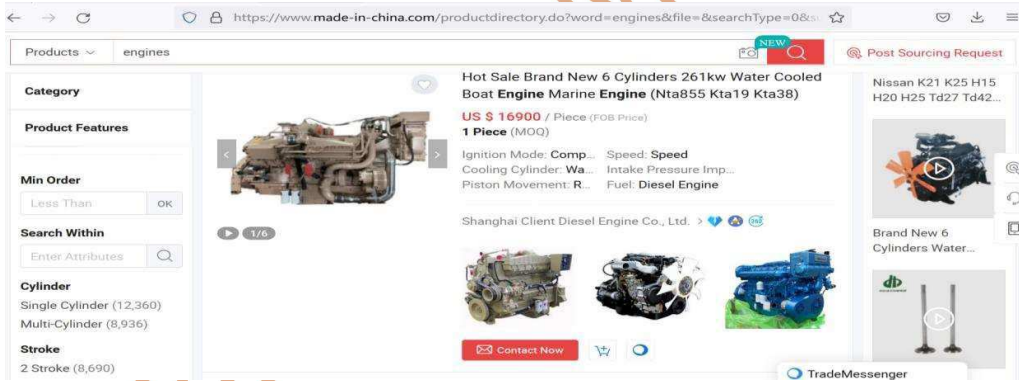 https://www.made-in-china.com/productdirectory.do?word=engines&file=&searchType=0&s
Products
engines
NEW
Post Sourcing Request
Category
Product Features
Min Order
Less Than
OK
Search Within
Enter Attributes
Cylinder
Single Cylinder (12,360)
Multi-Cylinder (8,936)
Stroke
2 Stroke (8,690)
1/6
Hot Sale Brand New 6 Cylinders 261kw Water Cooled
Boat Engine Marine Engine (Nta855 Kta19 Kta38)
US $ 16900 / Piece (FOB Price)
1 Piece (MOQ)
Ignition Mode: Comp... Speed: Speed
Cooling Cylinder: Wa... Intake Pressure Imp...
Piston Movement: R... Fuel: Diesel Engine
Shanghai Client Diesel Engine Co., Ltd. >
Contact Now
Nissan K21 K25 H15
H20 H25 Td27 Td42...
Brand New 6
Cylinders Water...
db
TradeMessenger